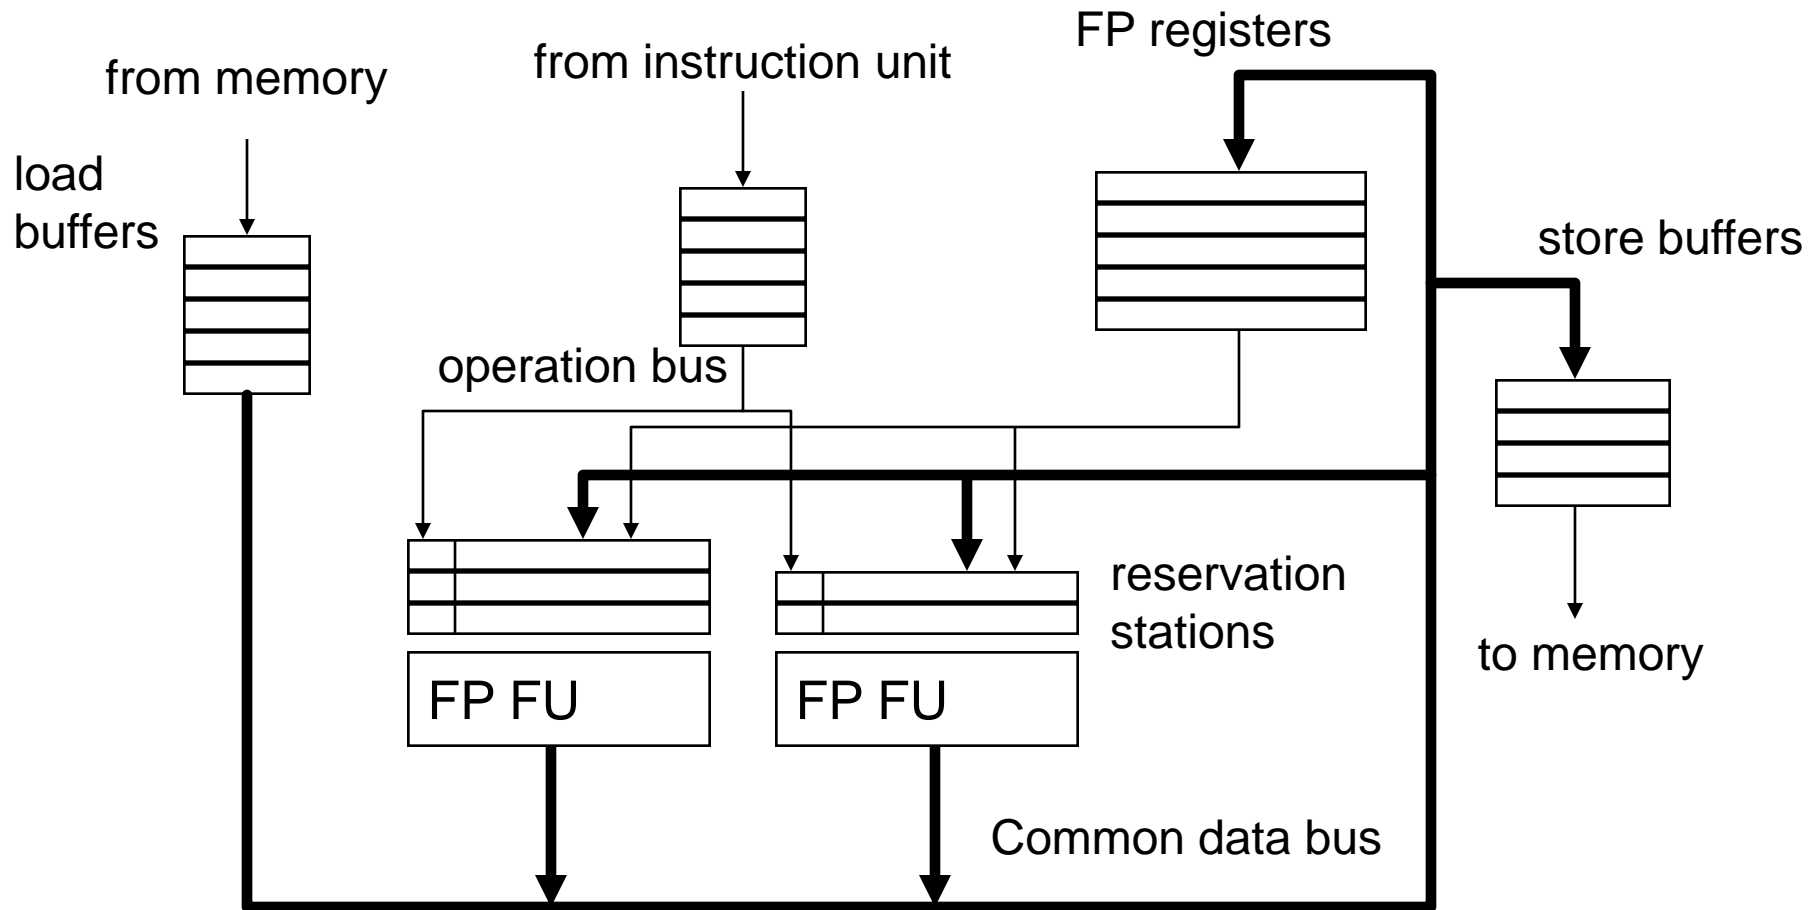 FP registers
from instruction unit
from memory
load
buffers
store buffers
operation bus
reservation
stations
to memory
FP FU
FP FU
Common data bus